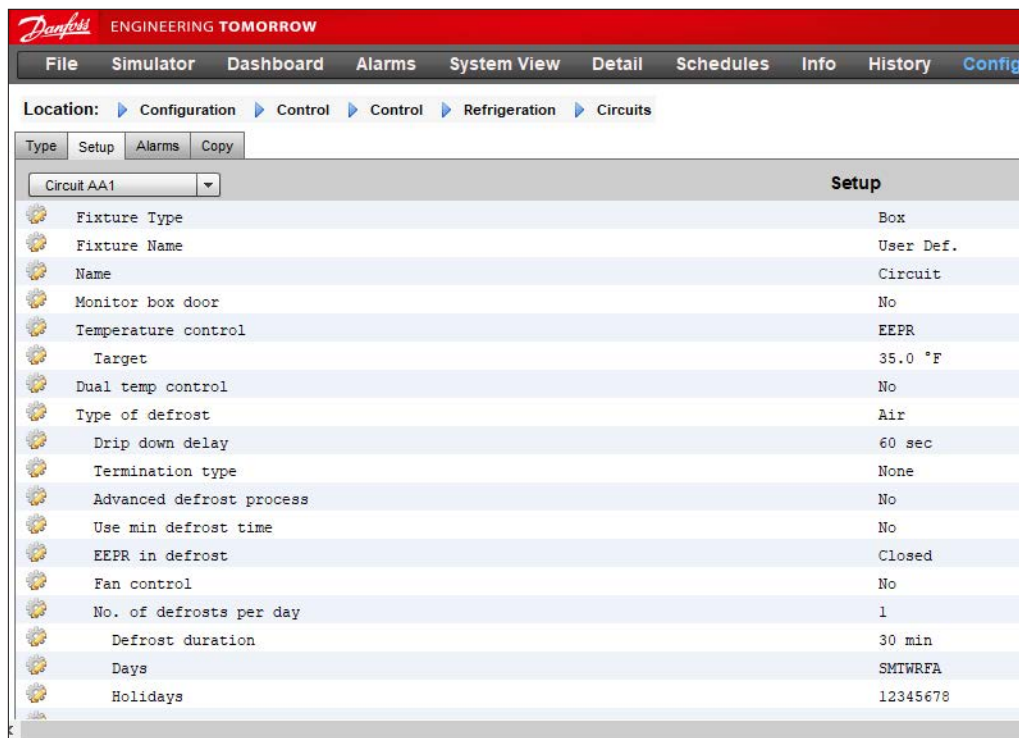 Danfoss ENGINEERING TOMORROW
File Simulator Dashboard Alarms System View Detail Schedules Info History Config
Location: Configuration Control Control Refrigeration Circuits
Type Setup Alarms Copy
Circuit AA1 Setup
Fixture Type Box
Fixture Name User Def.
Name Circuit
Monitor box door No
Temperature control EEPR
Target 35.0 °F
Dual temp control No
Type of defrost Air
Drip down delay 60 sec
Termination type None
Advanced defrost process No
Use min defrost time No
EEPR in defrost Closed
Fan control No
No. of defrosts per day 1
Defrost duration 30 min
Days SMTWRFA
Holidays 12345678